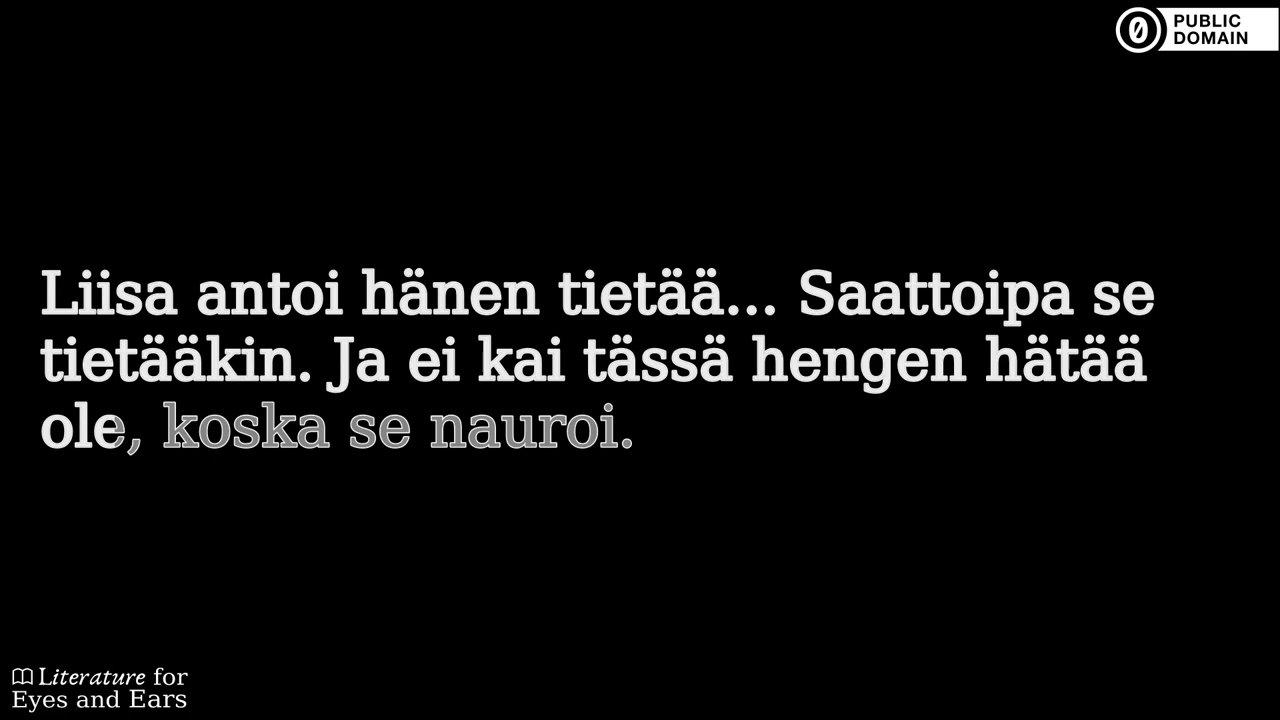 PUBLIC
DOMAIN
Liisa antoi hänen tietää... Saattoipa se
tietääkin. Ja ei kai tässä hengen hätää
ole, koska se nauroi.
Literature for
Eyes and Ears